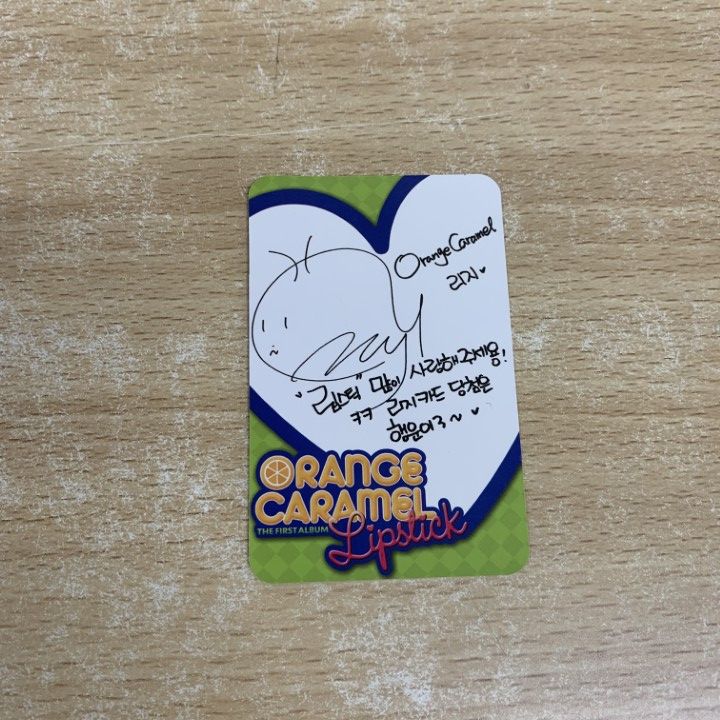 Orange Caramel
리지♥
"립스틱" 많이 사랑해주세용!
ㅋㅋ 리지카드 당첨은
행운이3~♥
ORANGE
CARAMEL
THE FIRST ALBUM
Lipstick